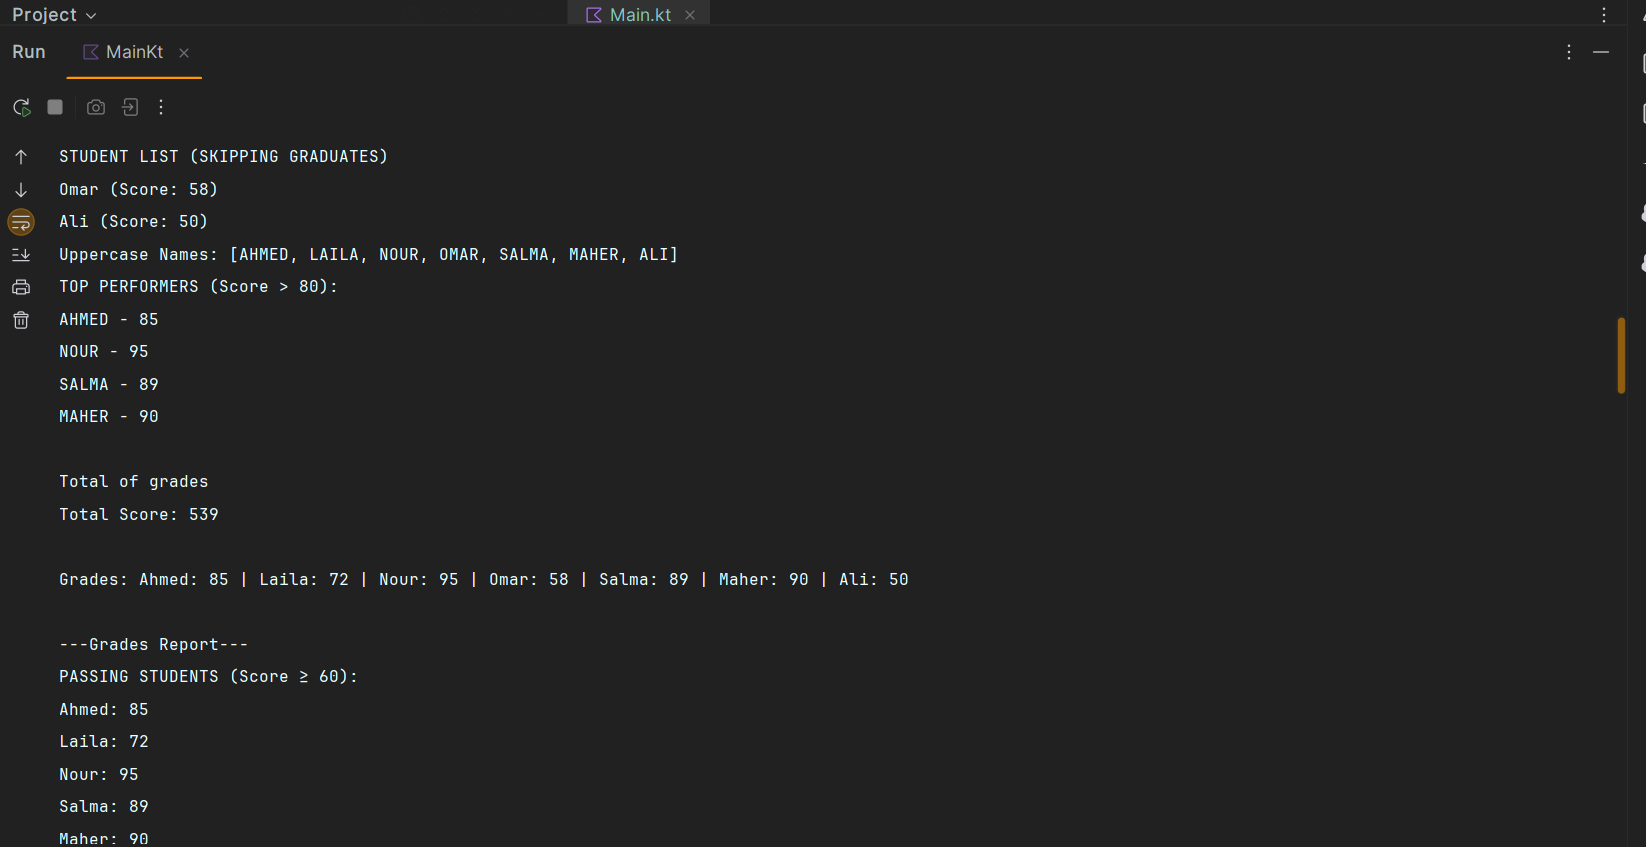 Project
Main.kt
Run
MainKt
STUDENT LIST (SKIPPING GRADUATES)
Omar (Score: 58)
Ali (Score: 50)
Uppercase Names: [AHMED, LAILA, NOUR, OMAR, SALMA, MAHER, ALI]
TOP PERFORMERS (Score > 80):
AHMED - 85
NOUR - 95
SALMA - 89
MAHER - 90
Total of grades
Total Score: 539
Grades: Ahmed: 85 | Laila: 72 | Nour: 95 | Omar: 58 | Salma: 89 | Maher: 90 | Ali: 50
---Grades Report---
PASSING STUDENTS (Score ≥ 60):
Ahmed: 85
Laila: 72
Nour: 95
Salma: 89
Maher: 90